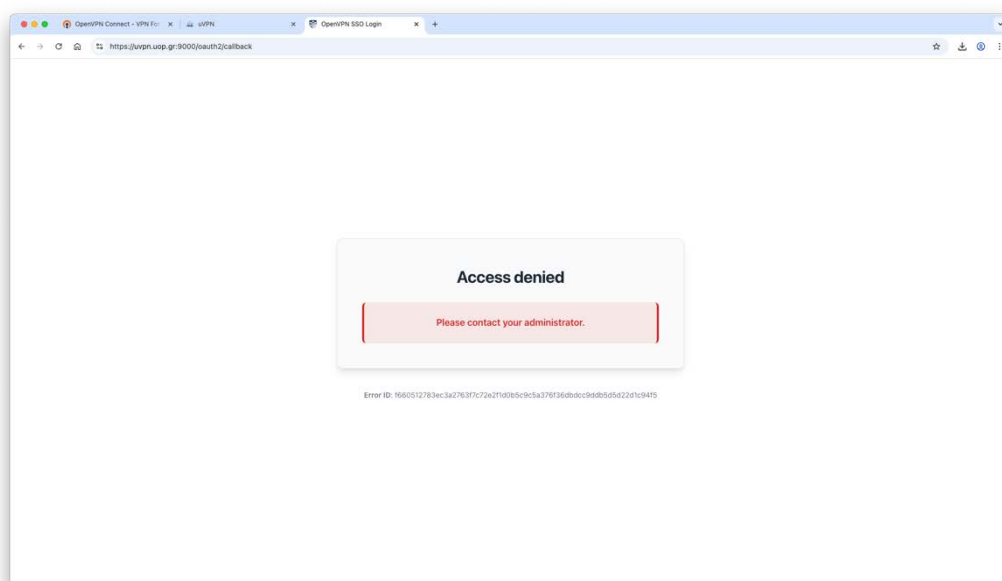 OpenVPN Connect - VPN For
uVPN
OpenVPN SSO Login
https://uvpn.uop.gr:9000/oauth2/callback
Access denied
Please contact your administrator.
Error ID: f660512783ec3a2763f7c72e2f1d0b5c9c5a376f36dbdcc9ddb5d5d22d1c94f5